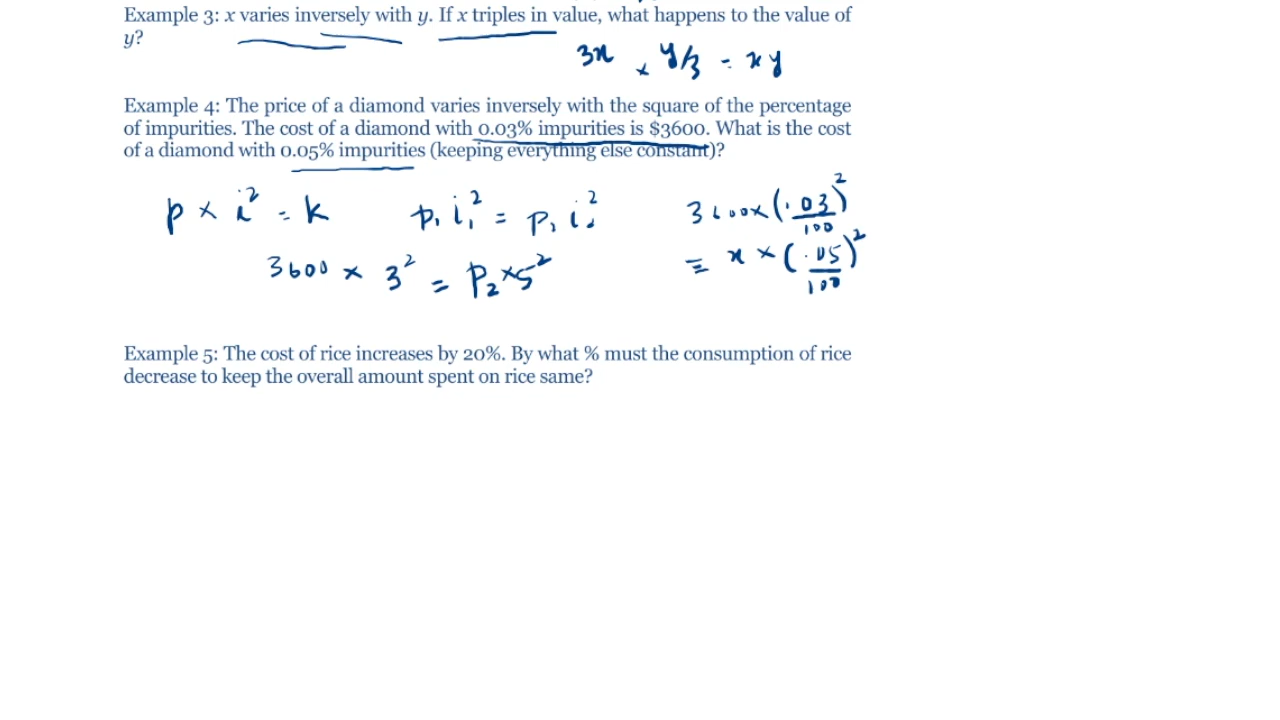 Example 3: x varies inversely with y. If x triples in value, what happens to the value of
y?
3x × y/3 = xy
Example 4: The price of a diamond varies inversely with the square of the percentage
of impurities. The cost of a diamond with 0.03% impurities is $3600. What is the cost
of a diamond with 0.05% impurities (keeping everything else constant)?
p × i² = k
p₁ i₁² = p₂ i₂²
3600 × 3² = P₂ × 5²
3600 × (.03/100)²
= x × (.05/100)²
Example 5: The cost of rice increases by 20%. By what % must the consumption of rice
decrease to keep the overall amount spent on rice same?